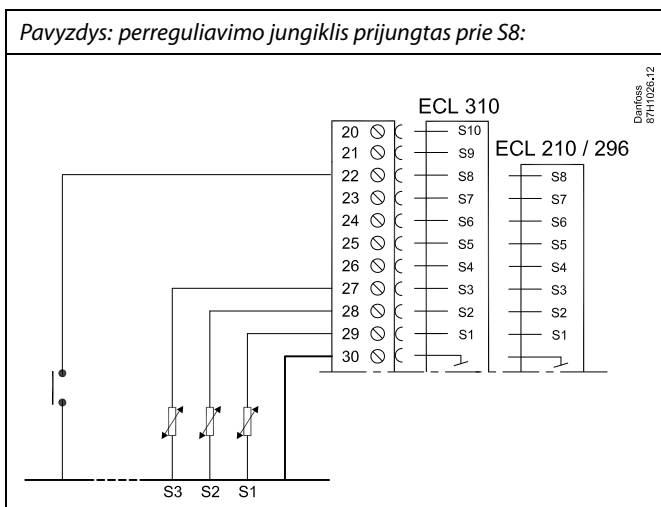 Pavyzdys: perreguliavimo jungiklis prijungtas prie S8:
Danfoss
87H1026.12
ECL 310
ECL 210 / 296
20 S10
21 S9
22 S8 S8
23 S7 S7
24 S6 S6
25 S5 S5
26 S4 S4
27 S3 S3
28 S2 S2
29 S1 S1
30
S3 S2 S1